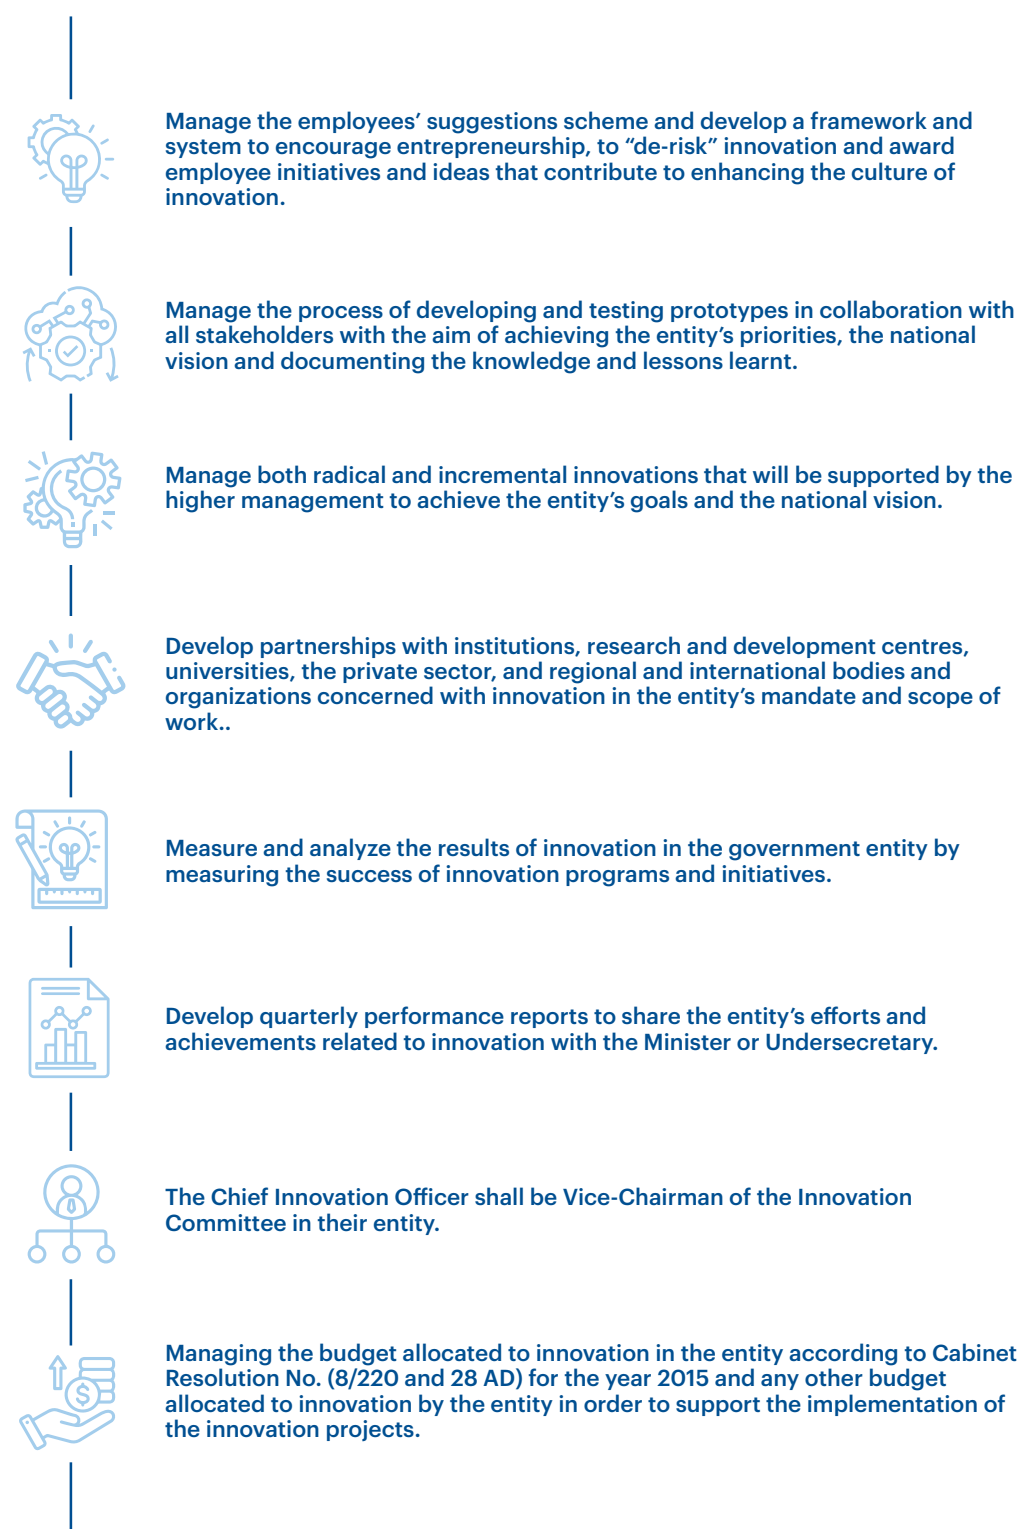 Manage the employees’ suggestions scheme and develop a framework and
system to encourage entrepreneurship, to “de-risk” innovation and award
employee initiatives and ideas that contribute to enhancing the culture of
innovation.
Manage the process of developing and testing prototypes in collaboration with
all stakeholders with the aim of achieving the entity’s priorities, the national
vision and documenting the knowledge and lessons learnt.
Manage both radical and incremental innovations that will be supported by the
higher management to achieve the entity’s goals and the national vision.
Develop partnerships with institutions, research and development centres,
universities, the private sector, and regional and international bodies and
organizations concerned with innovation in the entity’s mandate and scope of
work..
Measure and analyze the results of innovation in the government entity by
measuring the success of innovation programs and initiatives.
Develop quarterly performance reports to share the entity’s efforts and
achievements related to innovation with the Minister or Undersecretary.
The Chief Innovation Officer shall be Vice-Chairman of the Innovation
Committee in their entity.
Managing the budget allocated to innovation in the entity according to Cabinet
Resolution No. (8/220 and 28 AD) for the year 2015 and any other budget
allocated to innovation by the entity in order to support the implementation of
the innovation projects.